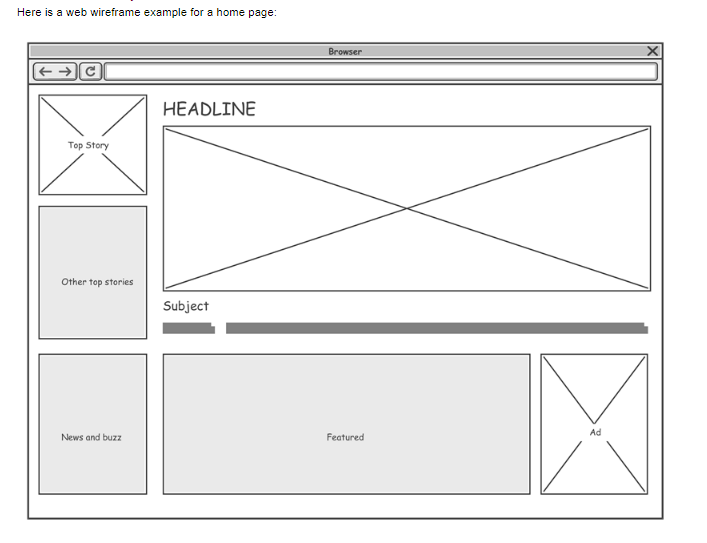 Here is a web wireframe example for a home page:
Browser
Top Story
HEADLINE
Other top stories
Subject
News and buzz
Featured
Ad